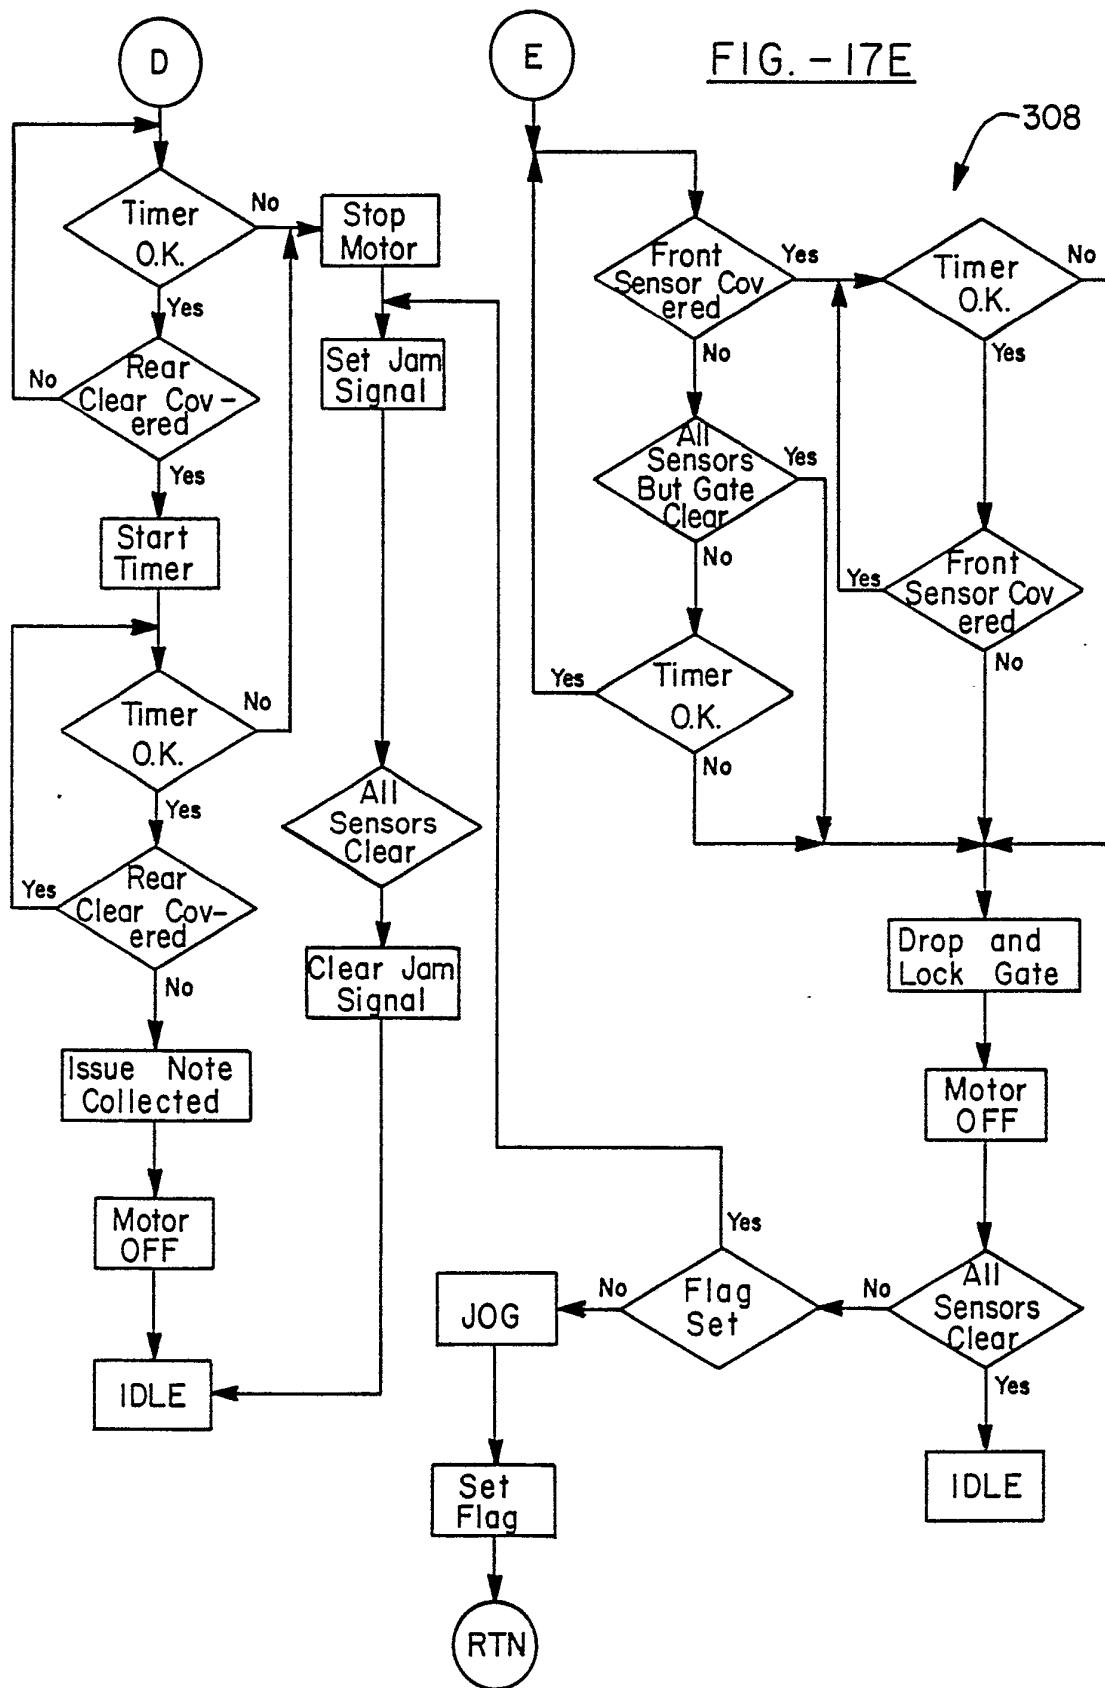 D
E
FIG. - 17E
308
Timer
O.K.
No
Yes
Rear
Clear Cov-
ered
No
Yes
Start
Timer
Timer
O.K.
No
Yes
Rear
Clear Cov-
ered
Yes
No
Issue Note
Collected
Motor
OFF
IDLE
Stop
Motor
Set Jam
Signal
All
Sensors
Clear
Clear Jam
Signal
Front
Sensor Cov
ered
Yes
No
All
Sensors
But Gate
Clear
Yes
No
Timer
O.K.
Yes
No
Timer
O.K.
No
Yes
Front
Sensor Cov
ered
Yes
No
Drop and
Lock Gate
Motor
OFF
All
Sensors
Clear
No
Yes
IDLE
Flag
Set
Yes
No
JOG
Set
Flag
RTN